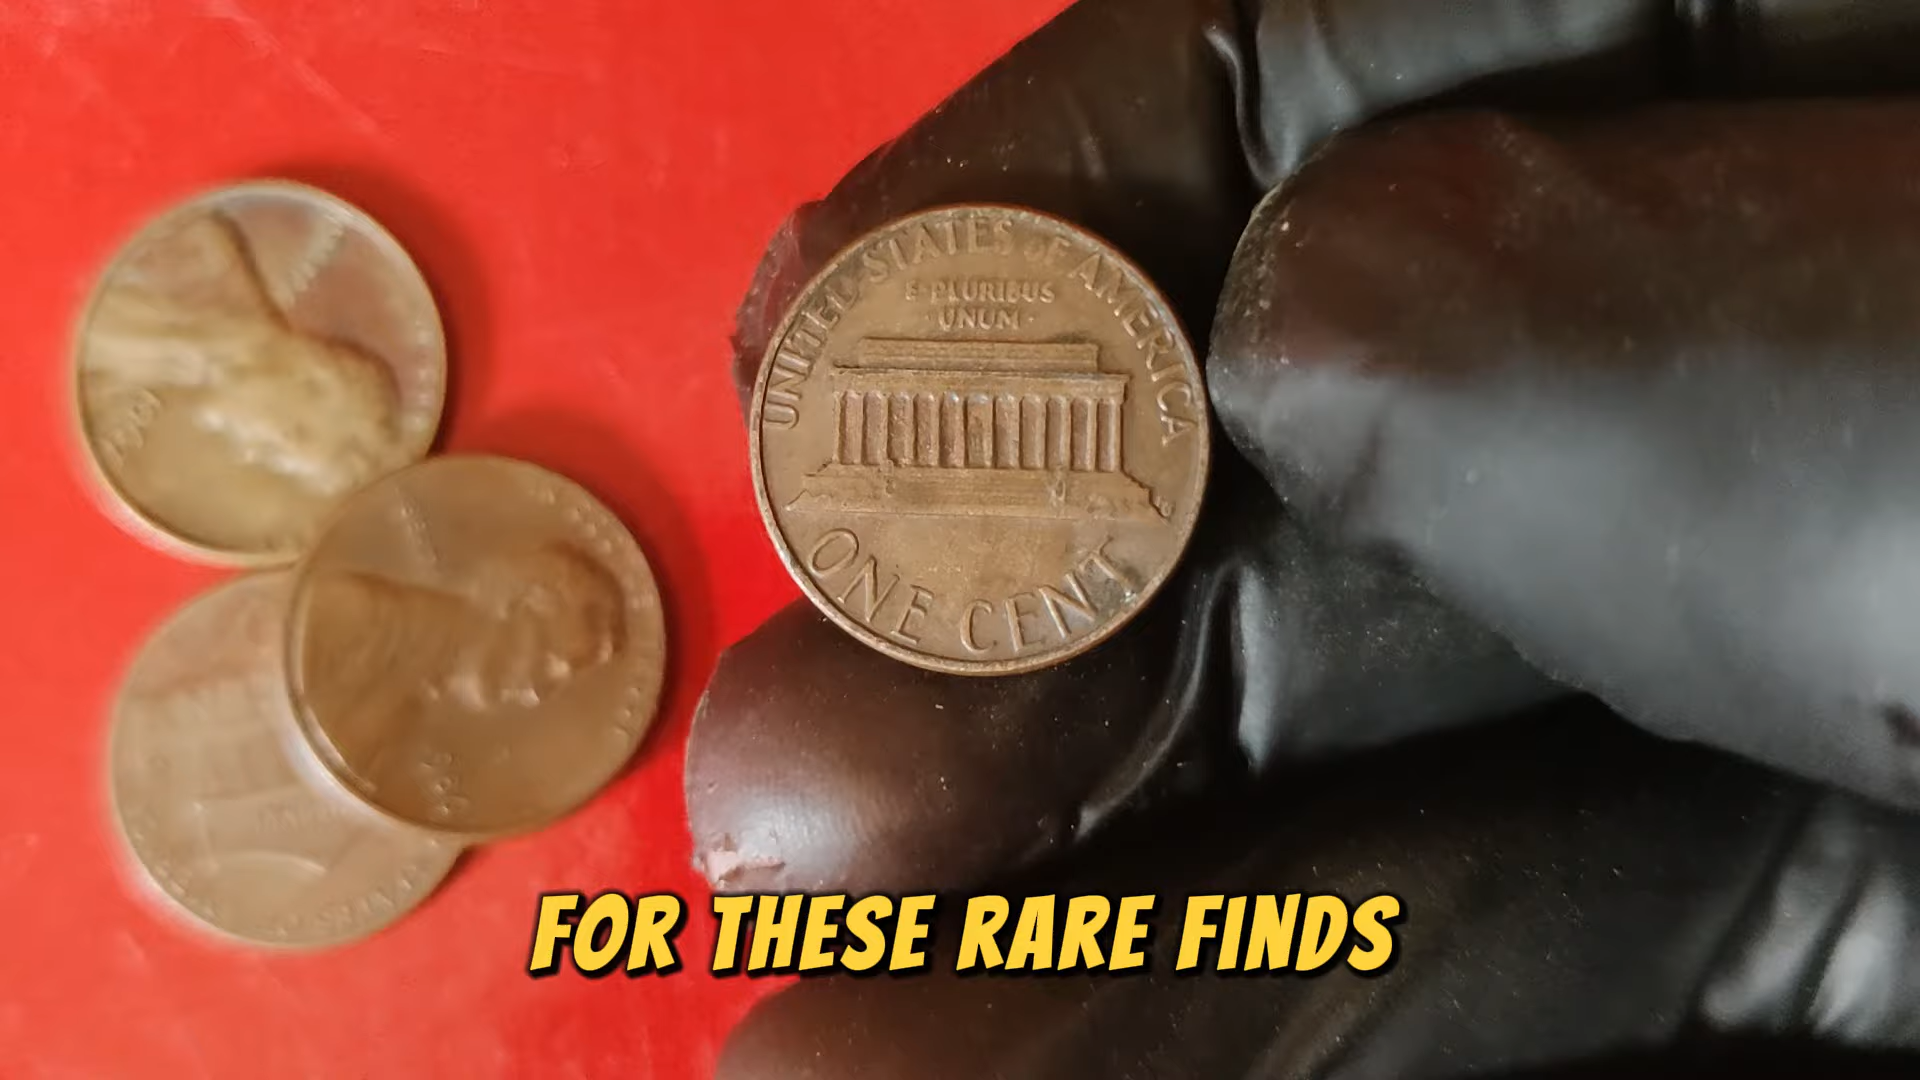 UNITED STATES OF AMERICA
E·PLURIBUS
·UNUM·
ONE CENT
FOR THESE RARE FINDS